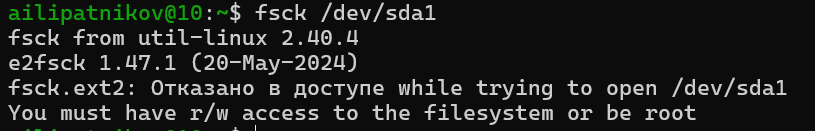 ailipatnikov@10:~$ fsck /dev/sda1
fsck from util-linux 2.40.4
e2fsck 1.47.1 (20-May-2024)
fsck.ext2: Отказано в доступе while trying to open /dev/sda1
You must have r/w access to the filesystem or be root